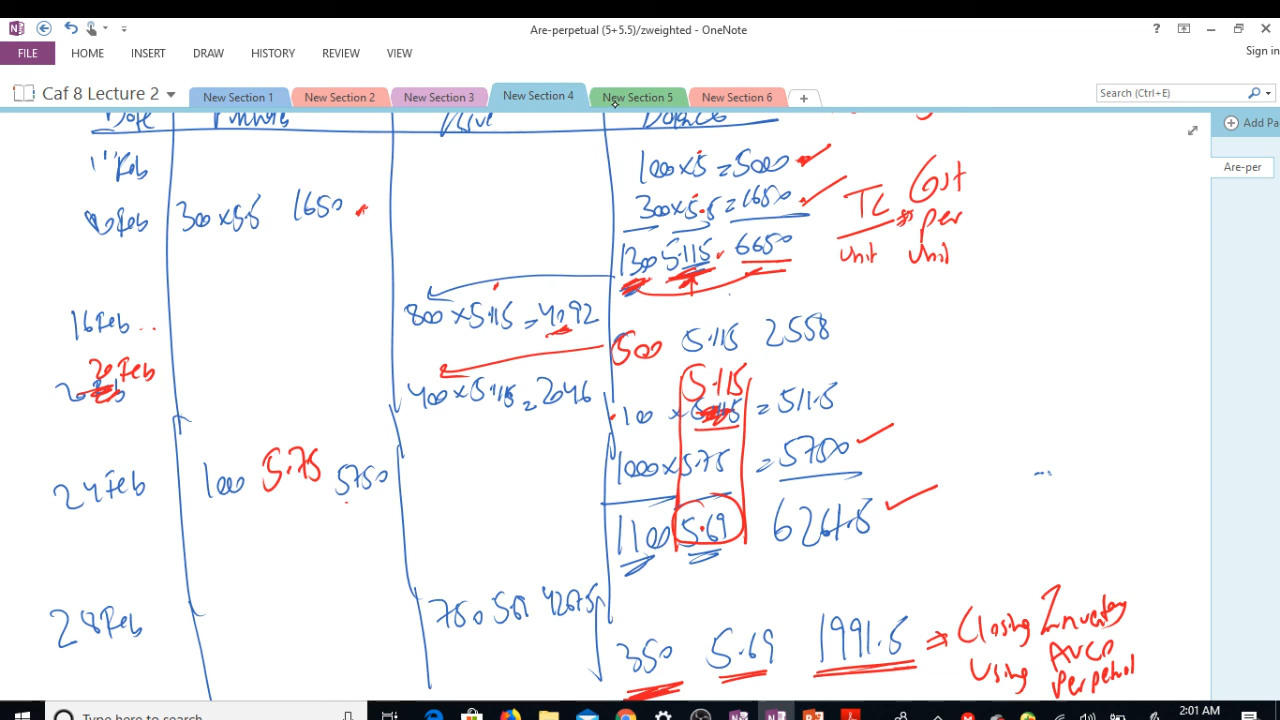 Are-perpetual (5+5.5)/zweighted - OneNote
Sign in
FILE HOME INSERT DRAW HISTORY REVIEW VIEW
Caf 8 Lecture 2
New Section 1 New Section 2 New Section 3 New Section 4 New Section 5 New Section 6
Search (Ctrl+E)
Add Pa
Are-per
Date
1st Feb 1000 x 5 = 5000
Feb 300 x 5.5 1650 300 x 5.5 = 1650
TC Cost
unit per
unit
1300 5.115 6650
16 Feb 800 x 5.115 = 4092
500 5.115 2558
20 Feb 400 x 5.115 = 2046
5.115
100 x = 511.5
24 Feb 100 5.75 5750 1000 x 5.75 = 5750
1100 5.69 6261.5
28 Feb 750 5.69 4267.5
350 5.69 1991.5 ⇒ Closing Inventory
Using AVCO
perpetual
Type here to search
2:01 AM